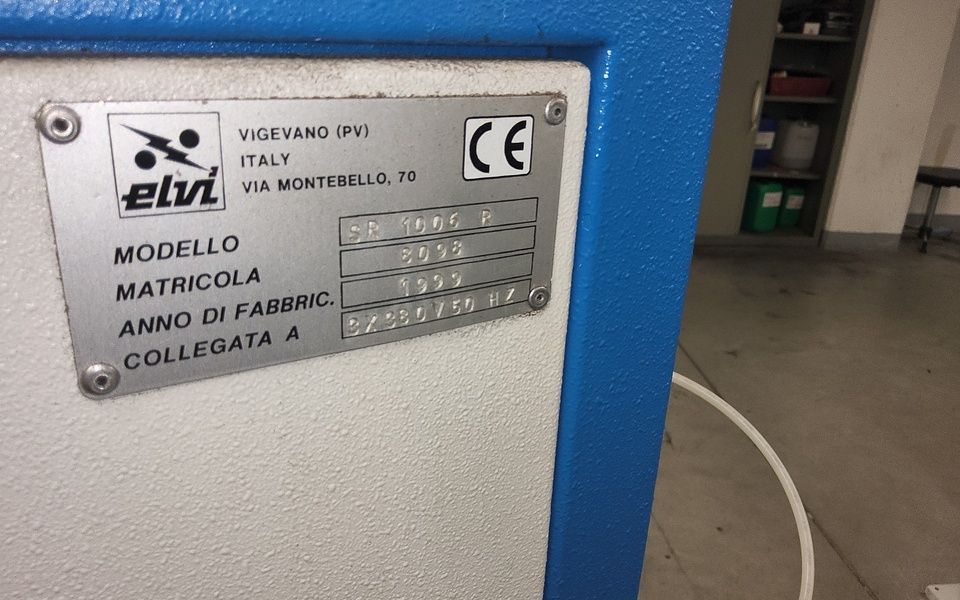 elvi
VIGEVANO (PV)
ITALY
VIA MONTEBELLO, 70
CE
MODELLO SR 1006 R
MATRICOLA 8098
ANNO DI FABBRIC. 1999
COLLEGATA A 3X380V50 HZ